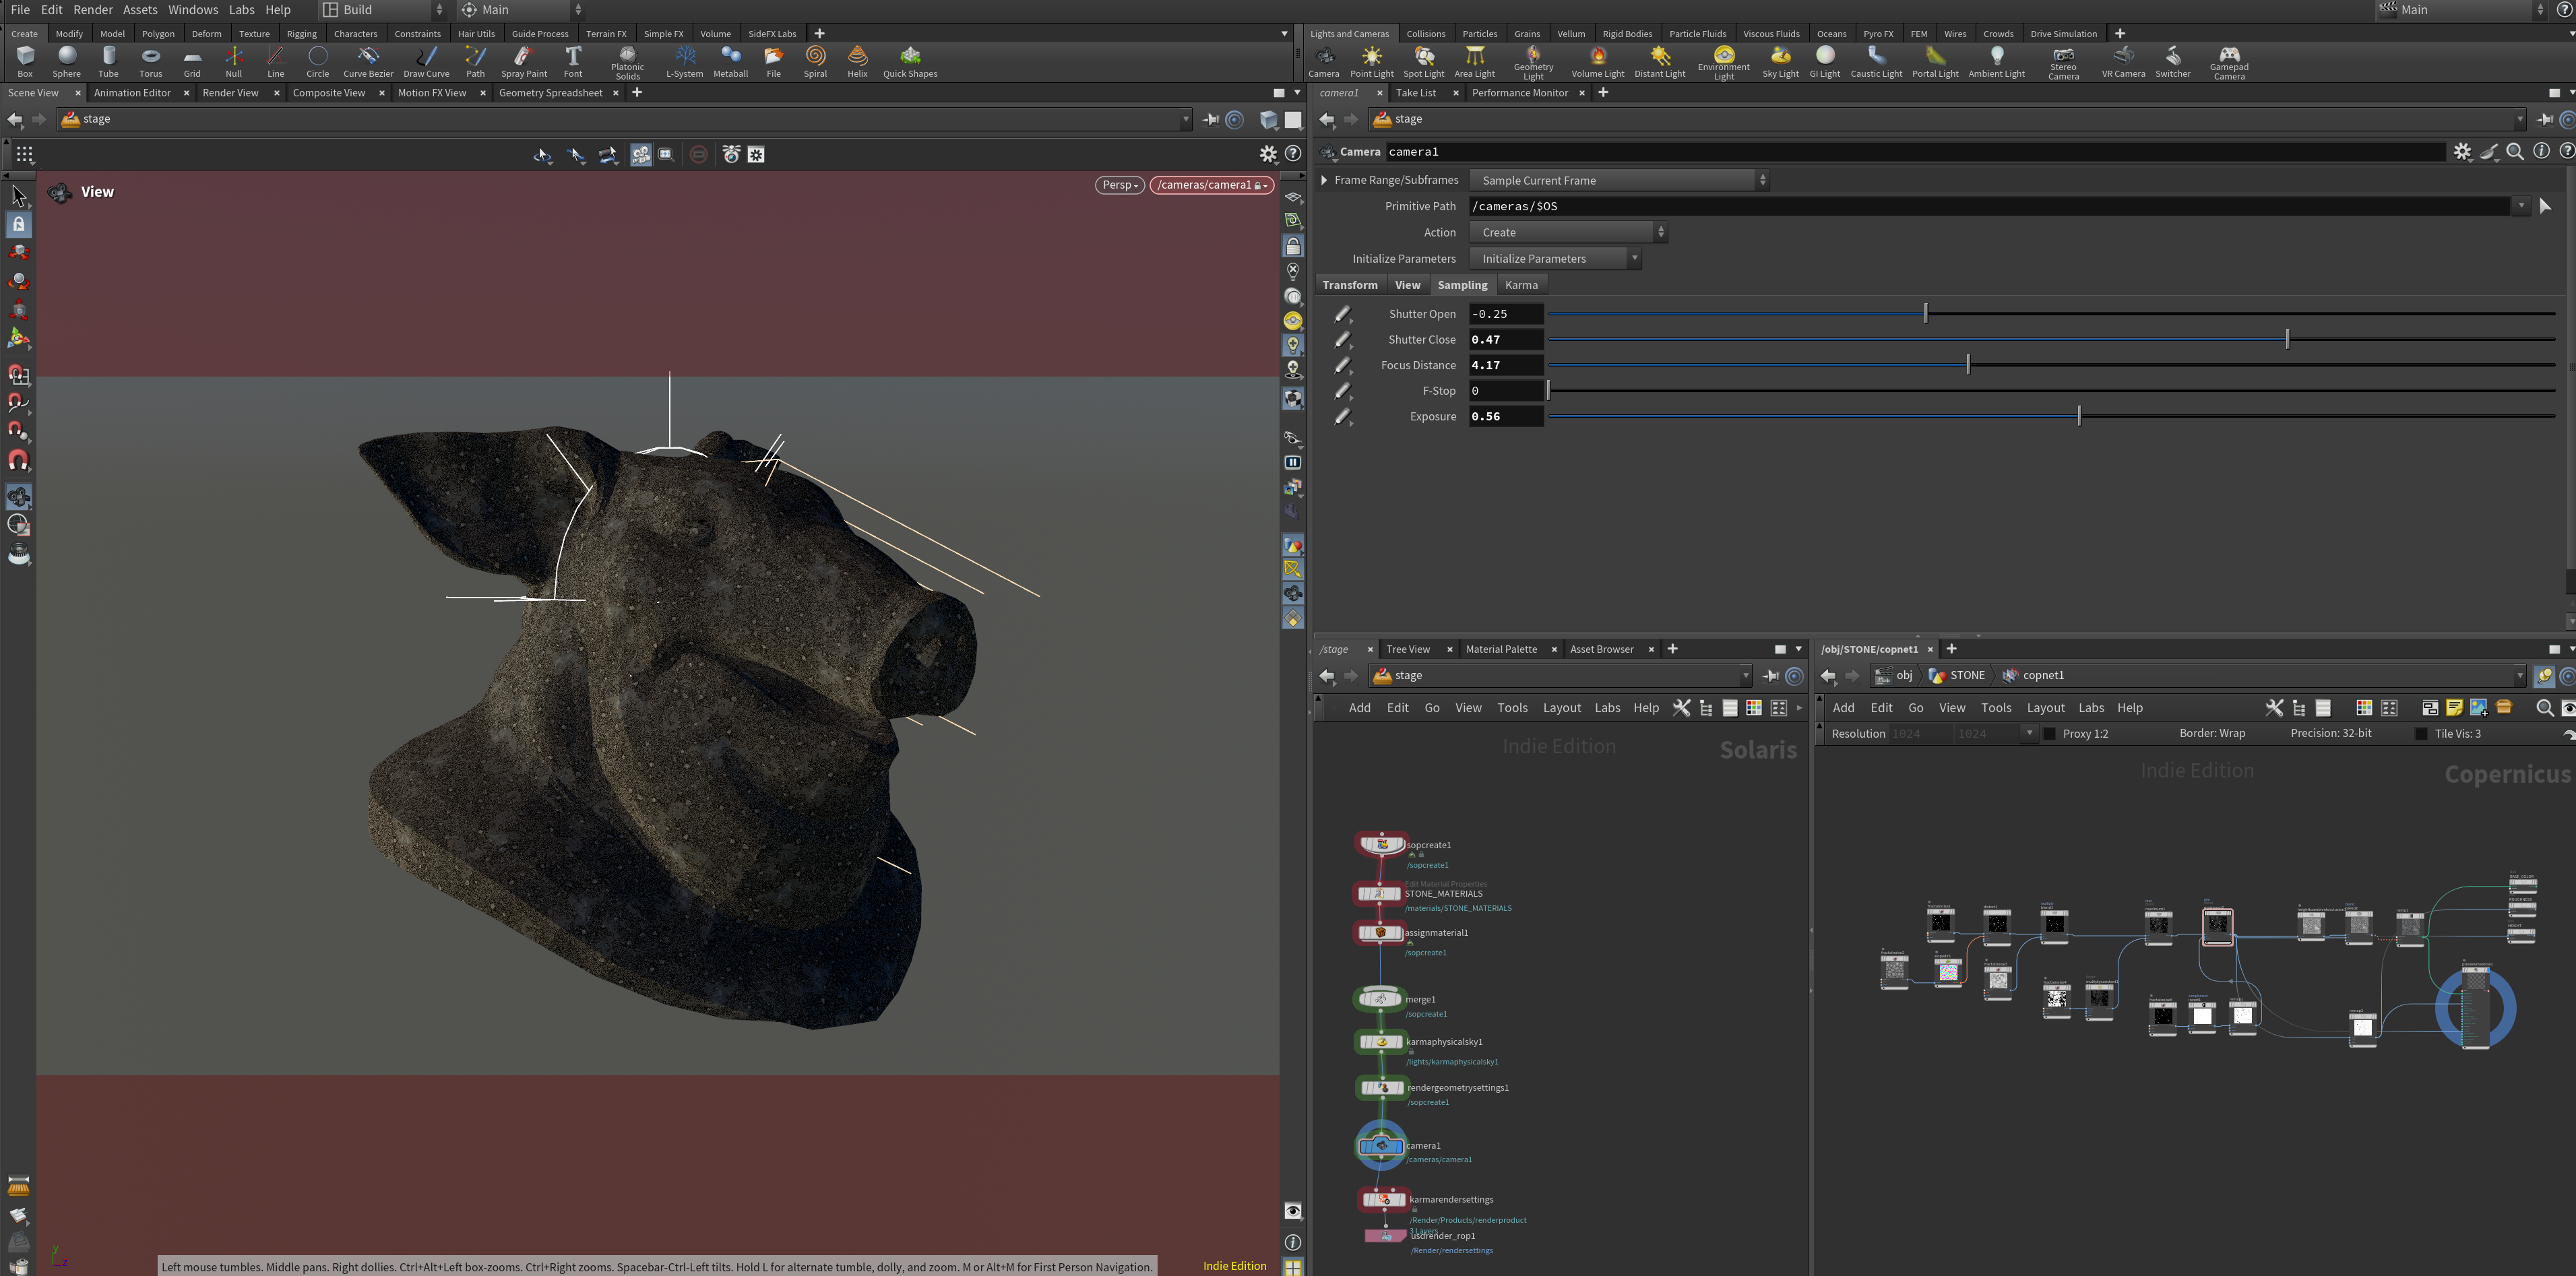 File Edit Render Assets Windows Labs Help Build Main Main
Create Modify Model Polygon Deform Texture Rigging Characters Constraints Hair Utils Guide Process Terrain FX Simple FX Volume SideFX Labs
Box Sphere Tube Torus Grid Null Line Circle Curve Bezier Draw Curve Path Spray Paint Font Platonic Solids L-System Metaball File Spiral Helix Quick Shapes
Lights and Cameras Collisions Particles Grains Vellum Rigid Bodies Particle Fluids Viscous Fluids Oceans Pyro FX FEM Wires Crowds Drive Simulation
Camera Point Light Spot Light Area Light Geometry Light Volume Light Distant Light Environment Light Sky Light GI Light Caustic Light Portal Light Ambient Light Stereo Camera VR Camera Switcher Gamepad Camera
Scene View Animation Editor Render View Composite View Motion FX View Geometry Spreadsheet
stage
View
Persp /cameras/camera1
Left mouse tumbles. Middle pans. Right dollies. Ctrl+Alt+Left box-zooms. Ctrl+Right zooms. Spacebar-Ctrl-Left tilts. Hold L for alternate tumble, dolly, and zoom. M or Alt+M for First Person Navigation.
Indie Edition
camera1 Take List Performance Monitor
stage
Camera camera1
Frame Range/Subframes Sample Current Frame
Primitive Path /cameras/$OS
Action Create
Initialize Parameters Initialize Parameters
Transform View Sampling Karma
Shutter Open -0.25
Shutter Close 0.47
Focus Distance 4.17
F-Stop 0
Exposure 0.56
/stage Tree View Material Palette Asset Browser
stage
Add Edit Go View Tools Layout Labs Help
Indie Edition Solaris
sopcreate1
/sopcreate1
Edit Material Properties
STONE_MATERIALS
/materials/STONE_MATERIALS
assignmaterial1
/sopcreate1
merge1
/sopcreate1
karmaphysicalsky1
/lights/karmaphysicalsky1
rendergeometrysettings1
/sopcreate1
camera1
/cameras/camera1
karmarendersettings
/Render/Products/renderproduct
3 Layers
usdrender_rop1
/Render/rendersettings
/obj/STONE/copnet1
obj STONE copnet1
Add Edit Go View Tools Layout Labs Help
Resolution 1024 1024 Proxy 1:2 Border: Wrap Precision: 32-bit Tile Vis: 3
Indie Edition Copernicus